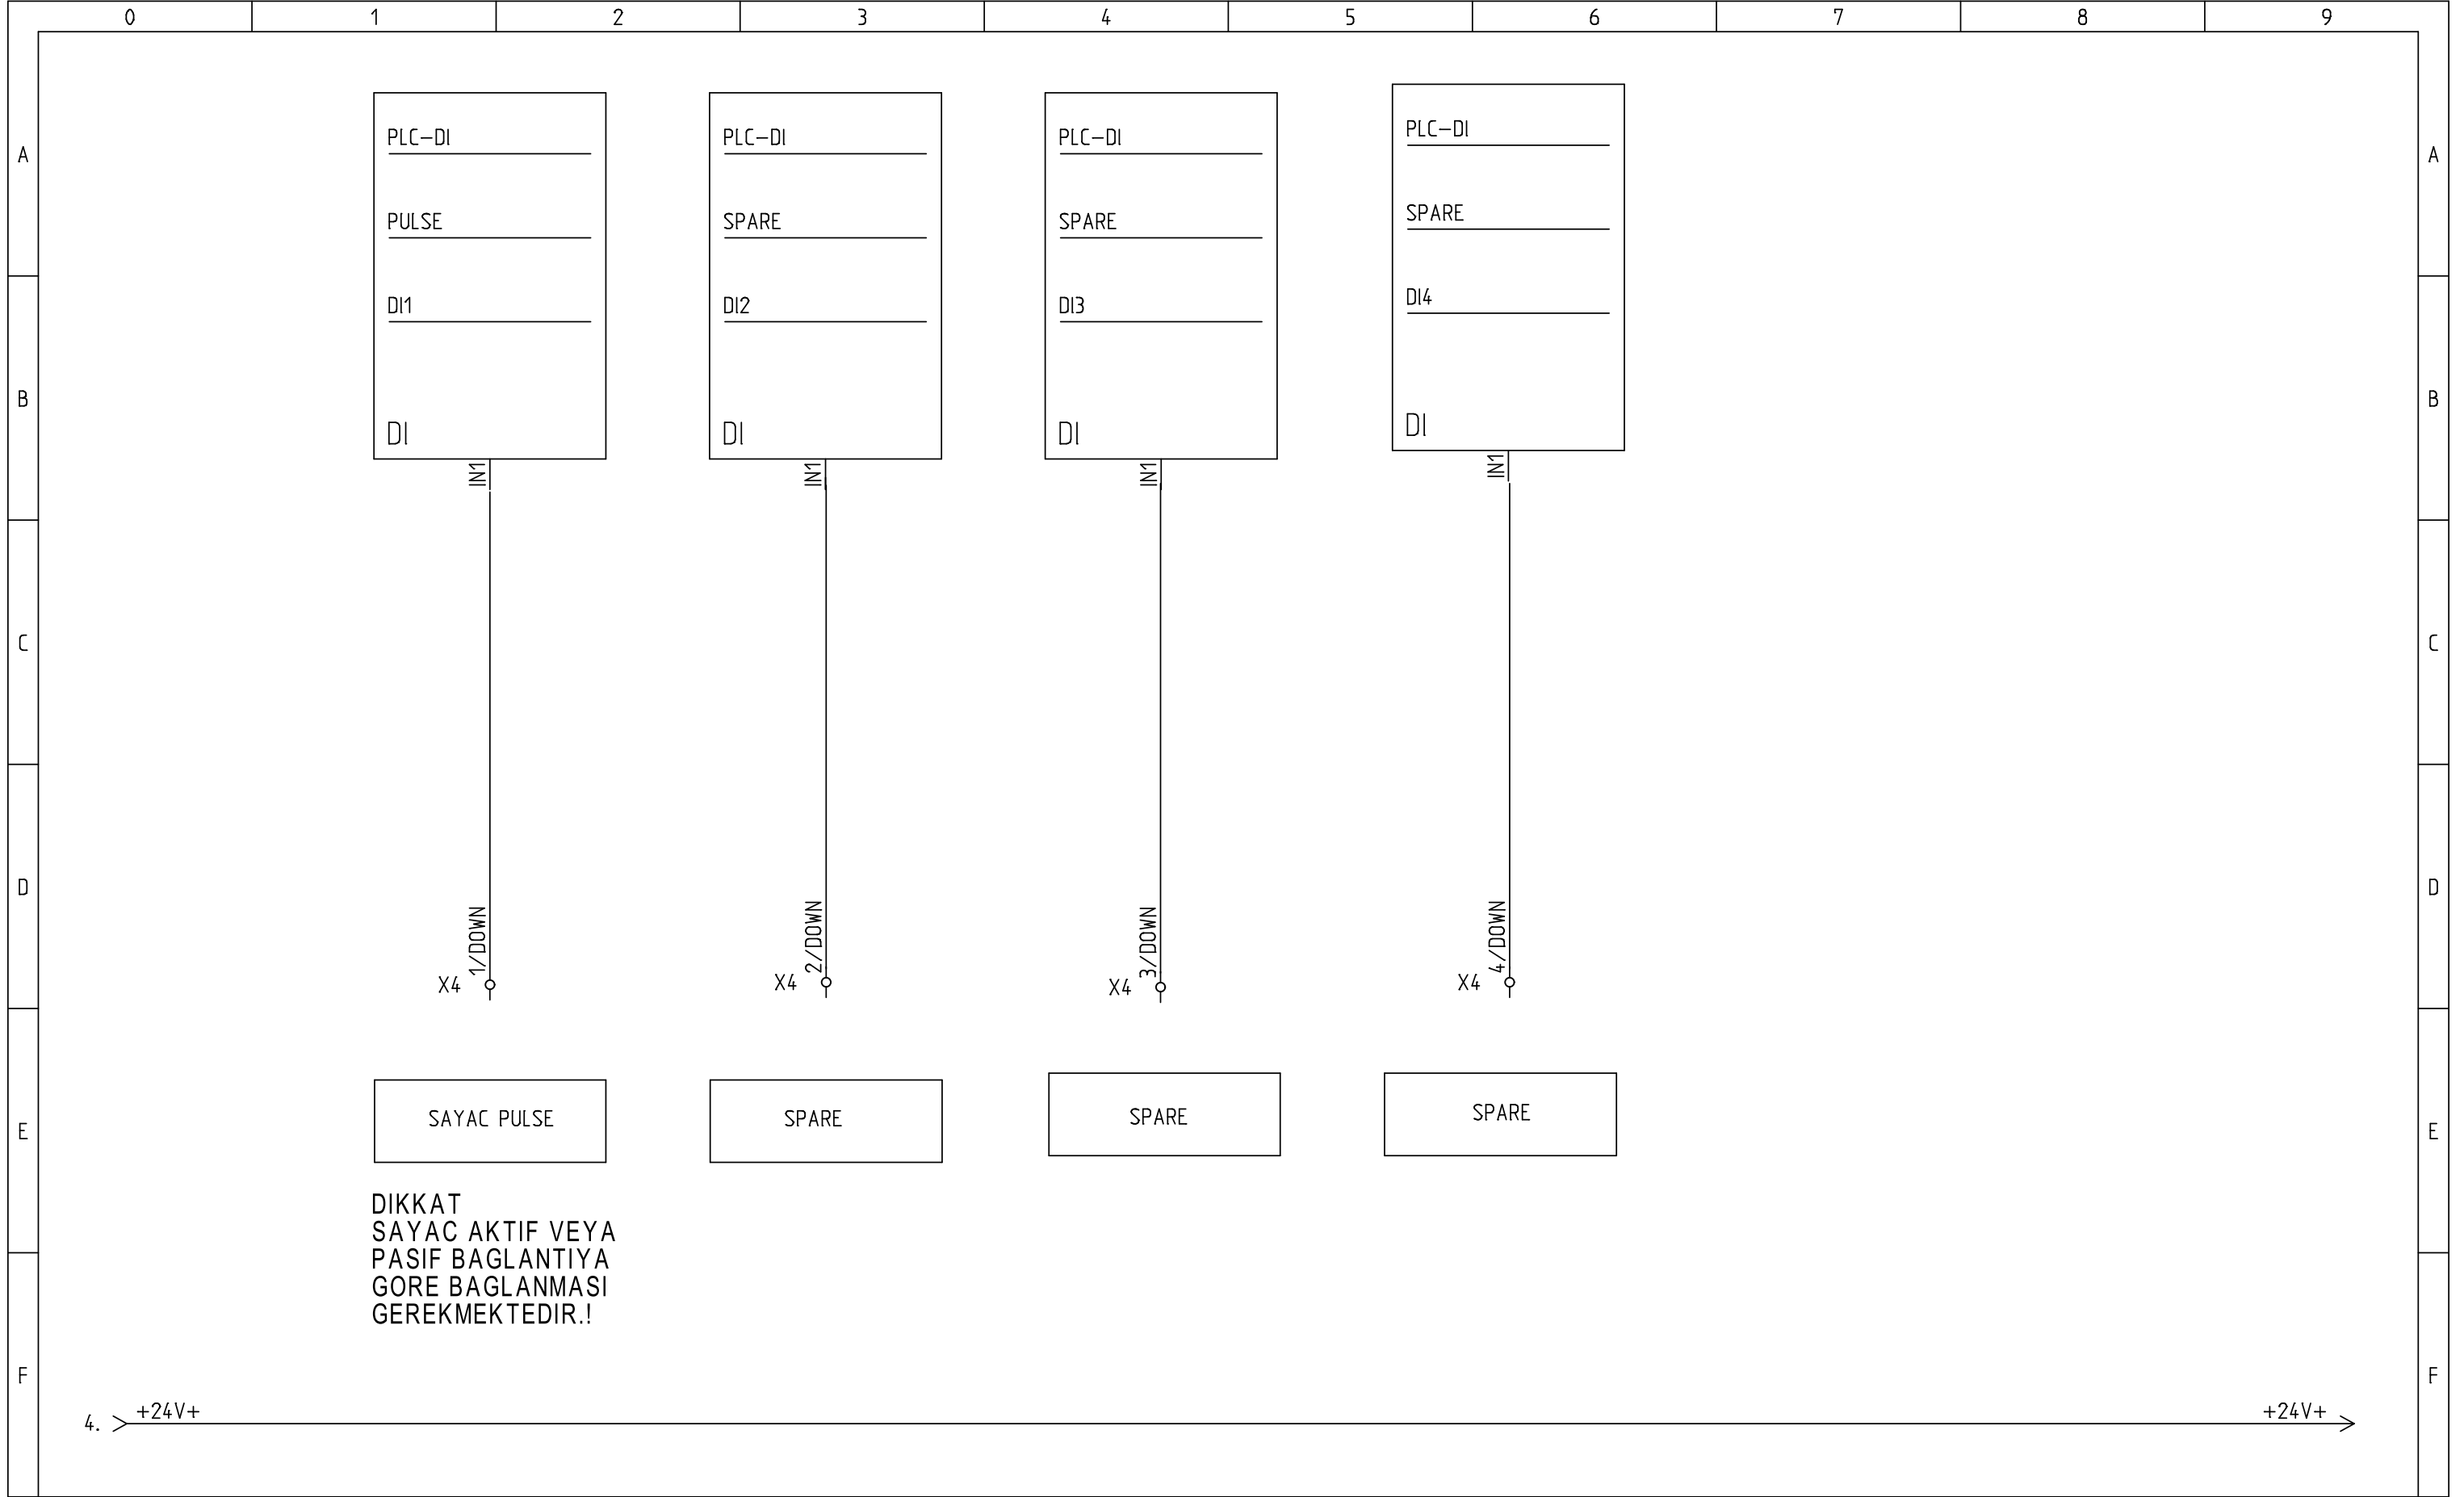 0 1 2 3 4 5 6 7 8 9
A A
PLC-DI PLC-DI PLC-DI PLC-DI
PULSE SPARE SPARE SPARE
DI1 DI2 DI3 DI4
B B
DI DI DI DI
IN1 IN1 IN1 IN1
C C
D D
1/DOWN 2/DOWN 3/DOWN 4/DOWN
X4 X4 X4 X4
SAYAC PULSE SPARE SPARE SPARE
E E
DIKKAT
SAYAC AKTIF VEYA
PASIF BAGLANTIYA
GORE BAGLANMASI
GEREKMEKTEDIR.!
F F
4. +24V+ +24V+